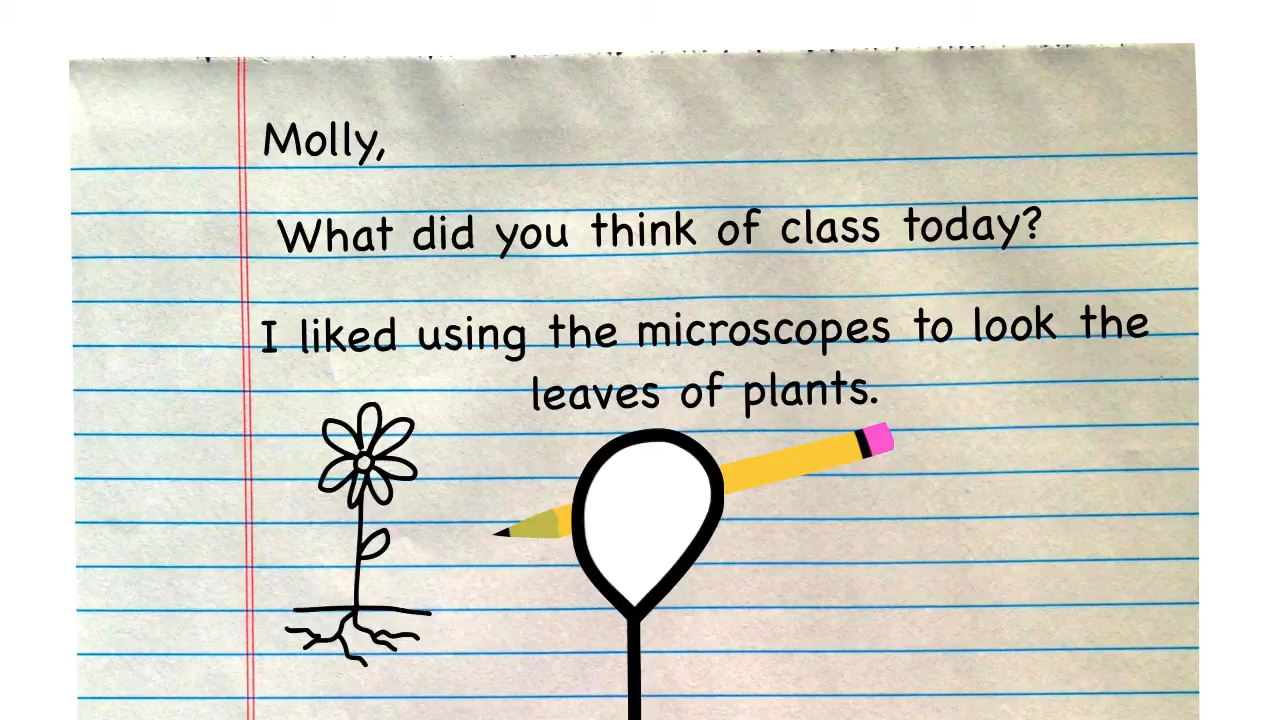 Molly,
What did you think of class today?
I liked using the microscopes to look the
leaves of plants.